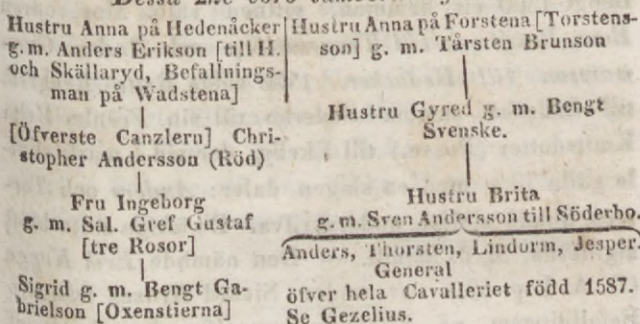 Hustru Anna på Hedenåcker
g. m. Anders Erikson [till H.
och Skällaryd, Befallnings-
man på Wadstena]
[Öfverste Canzlern] Chri-
stopher Andersson (Röd)
Fru Ingeborg
g. m. Sal. Gref Gustaf
[tre Rosor]
Sigrid g. m. Bengt Ga-
brielson [Oxenstierna]
Hustru Anna på Forstena [Torstens-
son] g. m. Tårsten Brunson
Hustru Gyred g. m. Bengt
Svenske.
Hustru Brita
g. m. Sven Andersson till Söderbo.
Anders, Thorsten, Lindorm, Jesper.
General
öfver hela Cavalleriet född 1587.
Se Gezelius.